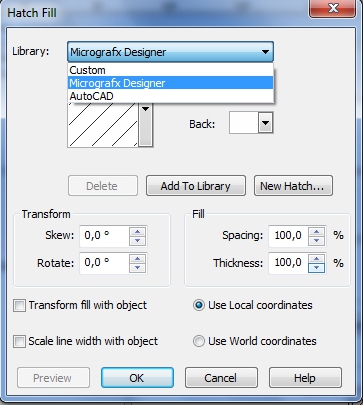 Hatch Fill
Library: Micrografx Designer
Custom
Micrografx Designer
AutoCAD
Back:
Delete Add To Library New Hatch...
Transform Fill
Skew: 0,0 ° Spacing: 100,0 %
Rotate: 0,0 ° Thickness: 100,0 %
Transform fill with object Use Local coordinates
Scale line width with object Use World coordinates
Preview OK Cancel Help